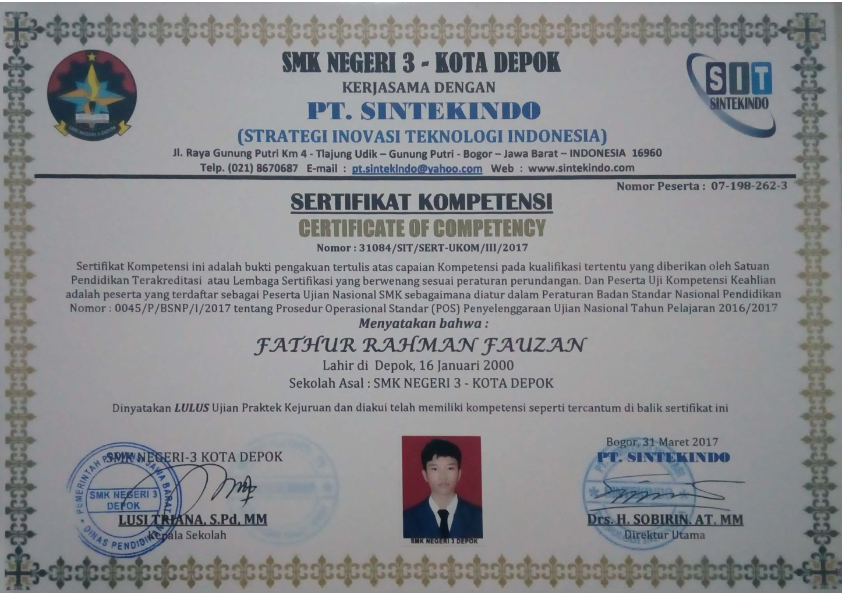 SMK NEGERI 3 - KOTA DEPOK
KERJASAMA DENGAN
PT. SINTEKINDO
(STRATEGI INOVASI TEKNOLOGI INDONESIA)
Jl. Raya Gunung Putri Km 4 - Tlajung Udik – Gunung Putri - Bogor – Jawa Barat – INDONESIA 16960
Telp. (021) 8670687 E-mail : pt.sintekindo@yahoo.com Web : www.sintekindo.com
SIT
SINTEKINDO
Nomor Peserta : 07-198-262-3
SERTIFIKAT KOMPETENSI
CERTIFICATE OF COMPETENCY
Nomor : 31084/SIT/SERT-UKOM/III/2017
Sertifikat Kompetensi ini adalah bukti pengakuan tertulis atas capaian Kompetensi pada kualifikasi tertentu yang diberikan oleh Satuan
Pendidikan Terakreditasi atau Lembaga Sertifikasi yang berwenang sesuai peraturan perundangan. Dan Peserta Uji Kompetensi Keahlian
adalah peserta yang terdaftar sebagai Peserta Ujian Nasional SMK sebagaimana diatur dalam Peraturan Badan Standar Nasional Pendidikan
Nomor : 0045/P/BSNP/I/2017 tentang Prosedur Operasional Standar (POS) Penyelenggaraan Ujian Nasional Tahun Pelajaran 2016/2017
Menyatakan bahwa :
FATHUR RAHMAN FAUZAN
Lahir di Depok, 16 Januari 2000
Sekolah Asal : SMK NEGERI 3 - KOTA DEPOK
Dinyatakan LULUS Ujian Praktek Kejuruan dan diakui telah memiliki kompetensi seperti tercantum di balik sertifikat ini
SMK NEGERI-3 KOTA DEPOK
SMK NEGERI 3
DEPOK
LUSI TRIANA, S.Pd, MM
Kepala Sekolah
SMK NEGERI 3 DEPOK
Bogor, 31 Maret 2017
PT. SINTEKINDO
Drs. H. SOBIRIN. AT. MM
Direktur Utama